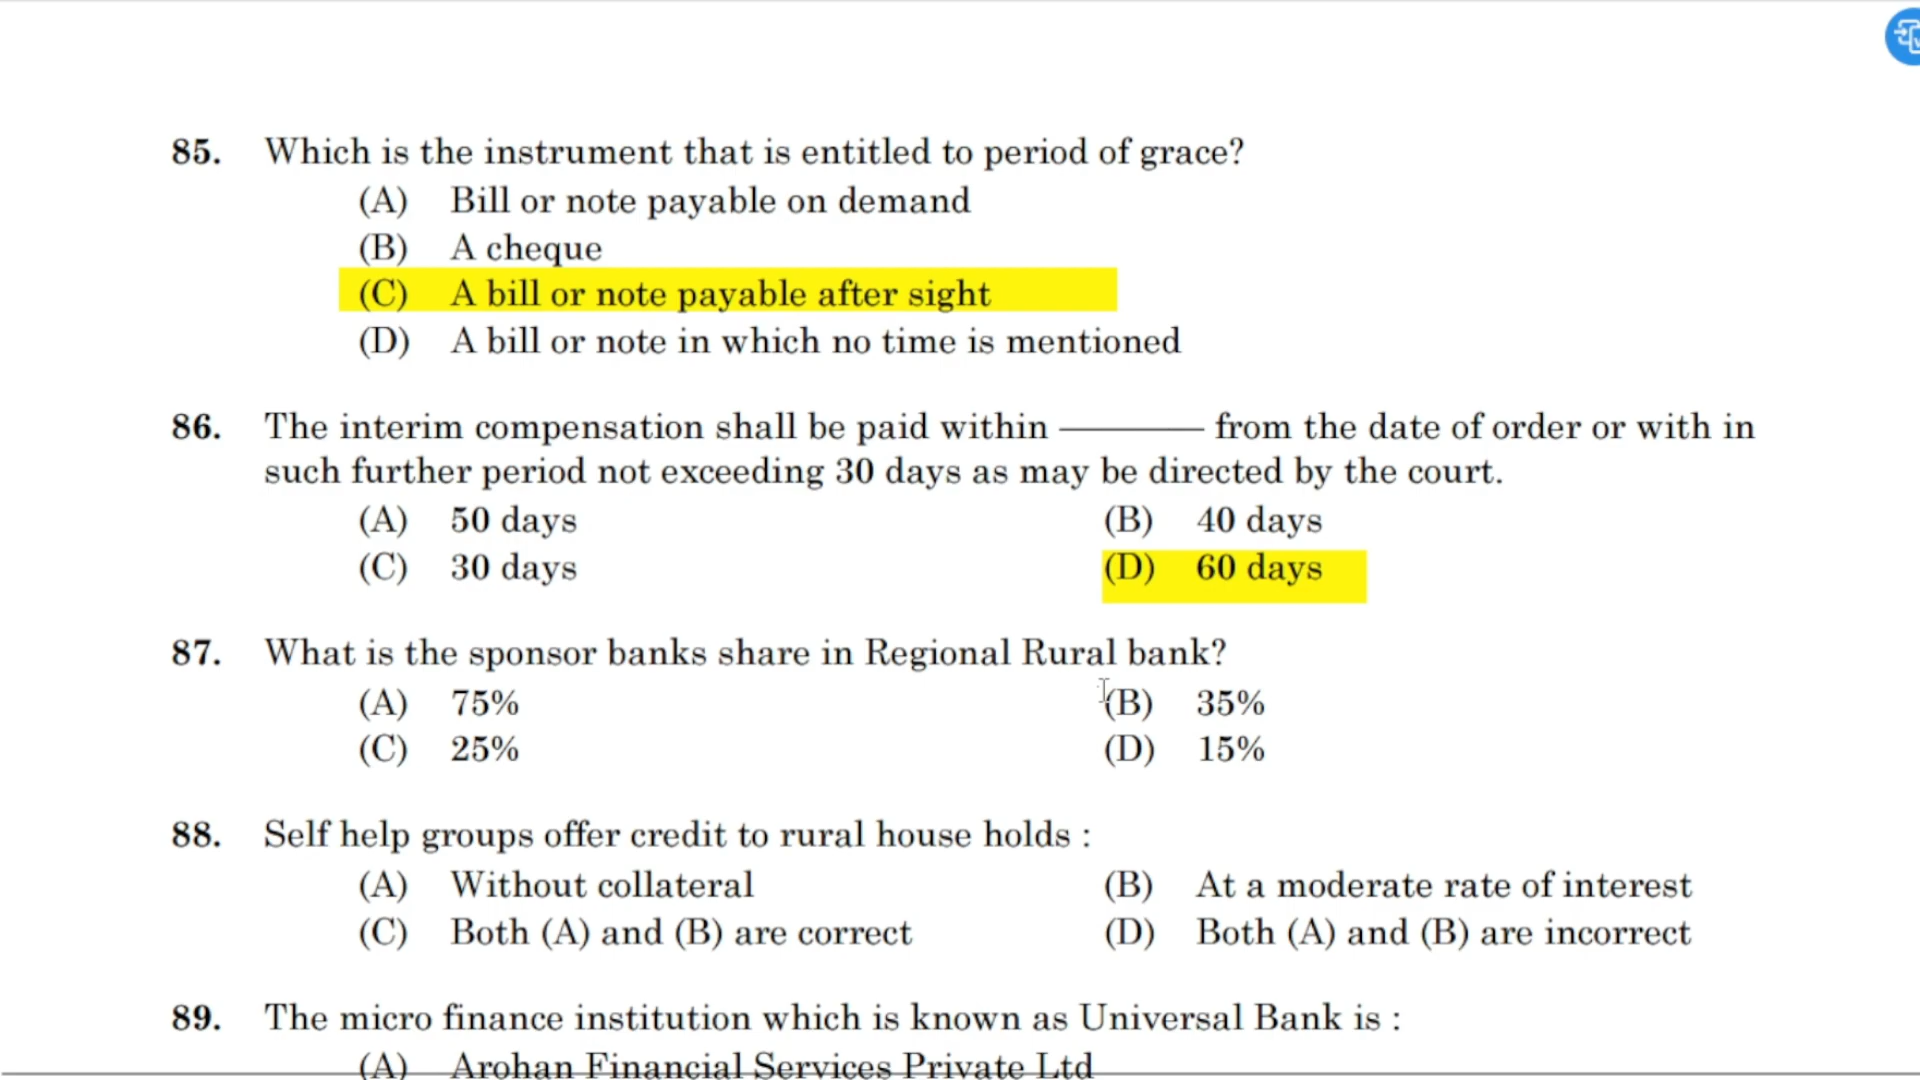 85. Which is the instrument that is entitled to period of grace?
(A) Bill or note payable on demand
(B) A cheque
(C) A bill or note payable after sight
(D) A bill or note in which no time is mentioned
86. The interim compensation shall be paid within ——— from the date of order or with in
such further period not exceeding 30 days as may be directed by the court.
(A) 50 days (B) 40 days
(C) 30 days (D) 60 days
87. What is the sponsor banks share in Regional Rural bank?
(A) 75% (B) 35%
(C) 25% (D) 15%
88. Self help groups offer credit to rural house holds :
(A) Without collateral (B) At a moderate rate of interest
(C) Both (A) and (B) are correct (D) Both (A) and (B) are incorrect
89. The micro finance institution which is known as Universal Bank is :
(A) Arohan Financial Services Private Ltd